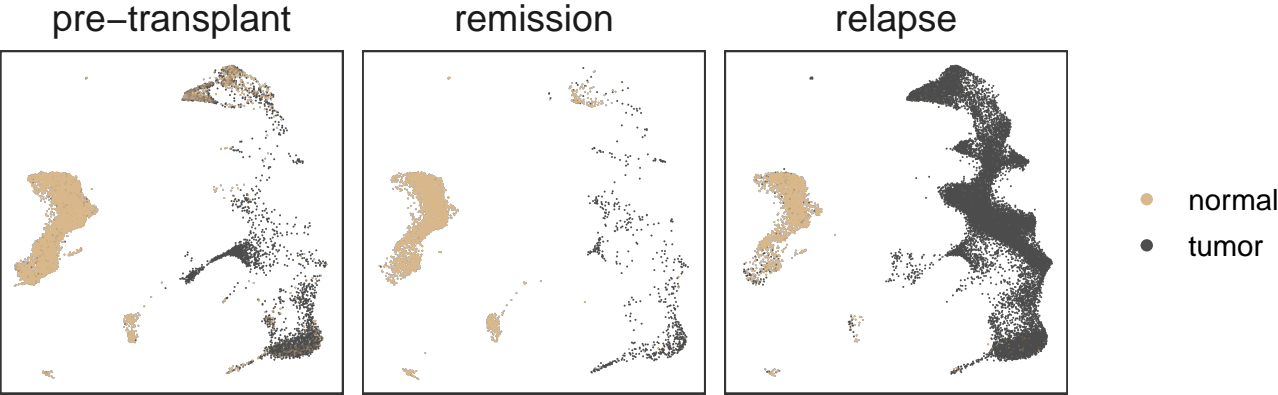 pre−transplant
remission
relapse
normal
tumor